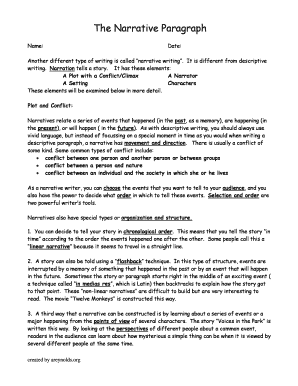 The Narrative Paragraph
Name: Date:
Another different type of writing is called "narrative writing". It is different from descriptive
writing. Narration tells a story. It has these elements:
A Plot with a Conflict/Climax A Narrator
A Setting Characters
These elements will be examined below in more detail.
Plot and Conflict:
Narratives relate a series of events that happened (in the past, as a memory), are happening (in
the present), or will happen ( in the future). As with descriptive writing, you should always use
vivid language, but instead of focussing on a special moment in time as you would when writing a
descriptive paragraph, a narrative has movement and direction. There is usually a conflict of
some kind. Some common types of conflict include:
• conflict between one person and another person or between groups
• conflict between a person and nature
• conflict between an individual and the society in which she or he lives
As a narrative writer, you can choose the events that you want to tell to your audience, and you
also have the power to decide what order in which to tell these events. Selection and order are
two powerful writer's tools.
Narratives also have special types or organization and structure.
1. You can decide to tell your story in chronological order. This means that you tell the story "in
time" according to the order the events happened one after the other. Some people call this a
"linear narrative" because it seems to travel in a straight line.
2. A story can also be told using a "flashback" technique. In this type of structure, events are
interrupted by a memory of something that happened in the past or by an event that will happen
in the future. Sometimes the story or paragraph starts right in the middle of an exciting event (
a technique called "in medias res", which is Latin) then backtracks to explain how the story got
to that point. These "non-linear narratives" are difficult to build but are very interesting to
read. The movie "Twelve Monkeys" is constructed this way.
3. A third way that a narrative can be constructed is by learning about a series of events or a
major happening from the points of view of several characters. The story "Voices in the Park" is
written this way. By looking at the perspectives of different people about a common event,
readers in the audience can learn about how mysterious a simple thing can be when it is viewed by
several different people at the same time.
created by areynolds.org